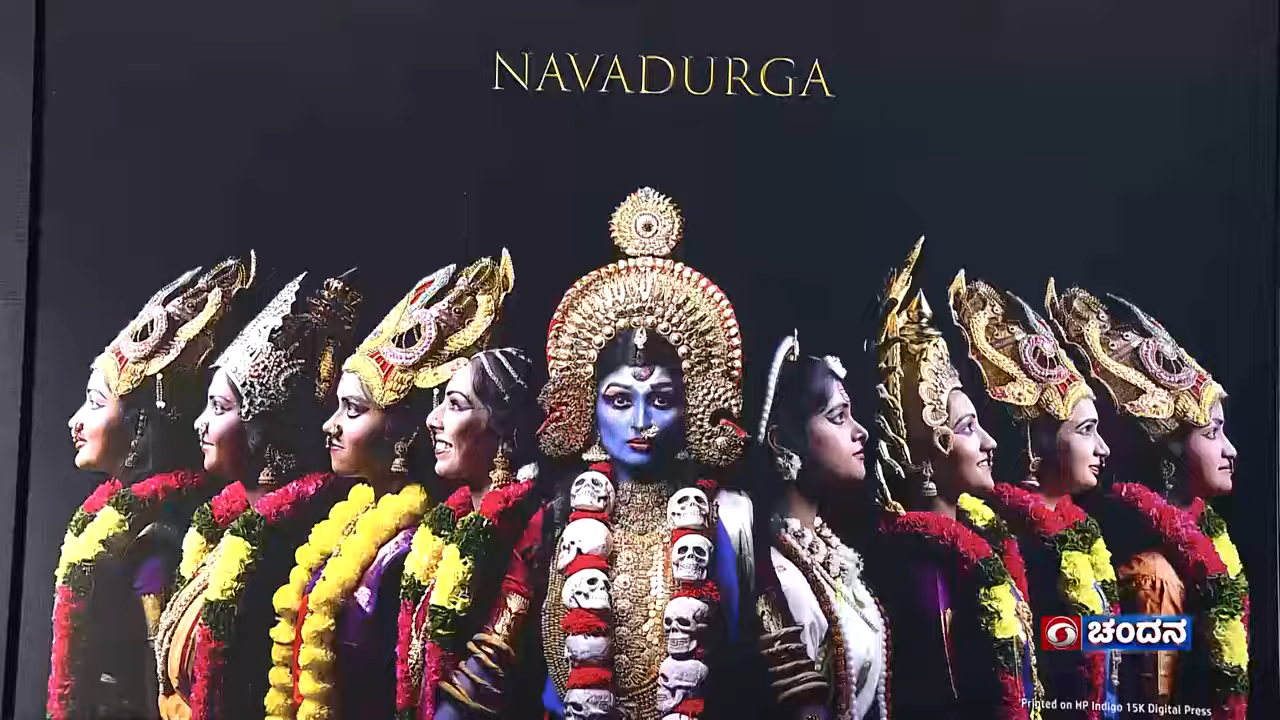 NAVADURGA
ಚಂದನ
Printed on HP Indigo 15K Digital Press